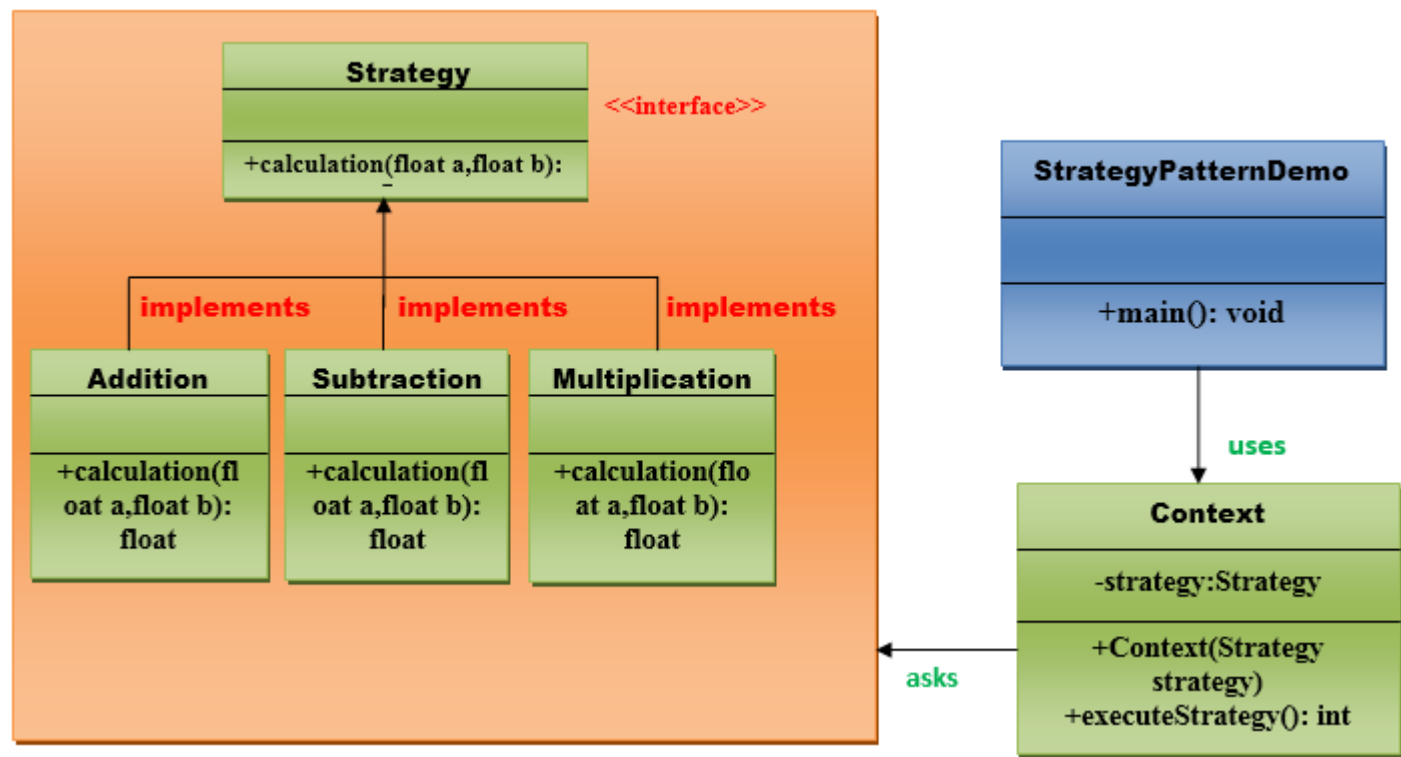 Strategy
<<interface>>
+calculation(float a,float b):
StrategyPatternDemo
+main(): void
implements
implements
implements
Addition
+calculation(fl
oat a,float b):
float
Subtraction
+calculation(fl
oat a,float b):
float
Multiplication
+calculation(flo
at a,float b):
float
uses
Context
-strategy:Strategy
+Context(Strategy
strategy)
+executeStrategy(): int
asks